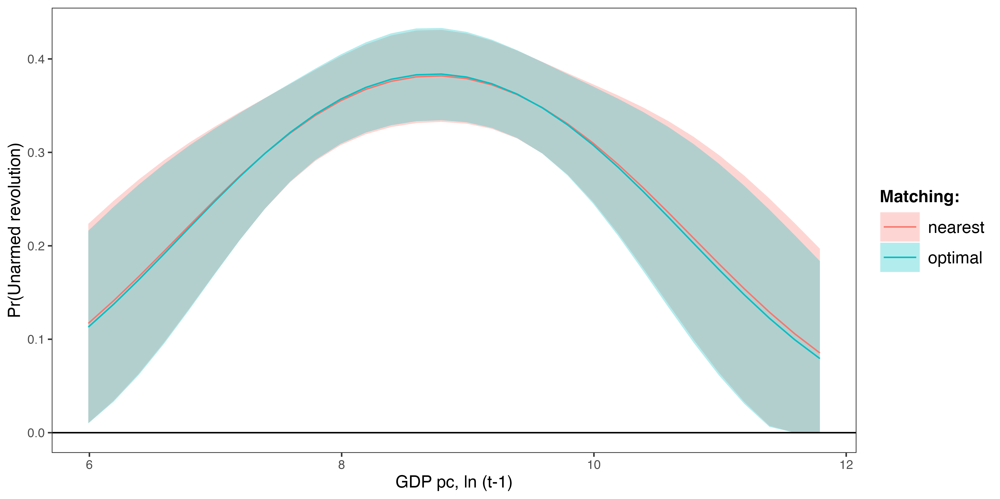 Pr(Unarmed revolution)
0.4
0.3
0.2
0.1
0.0
6
8
10
12
GDP pc, ln (t-1)
Matching:
nearest
optimal